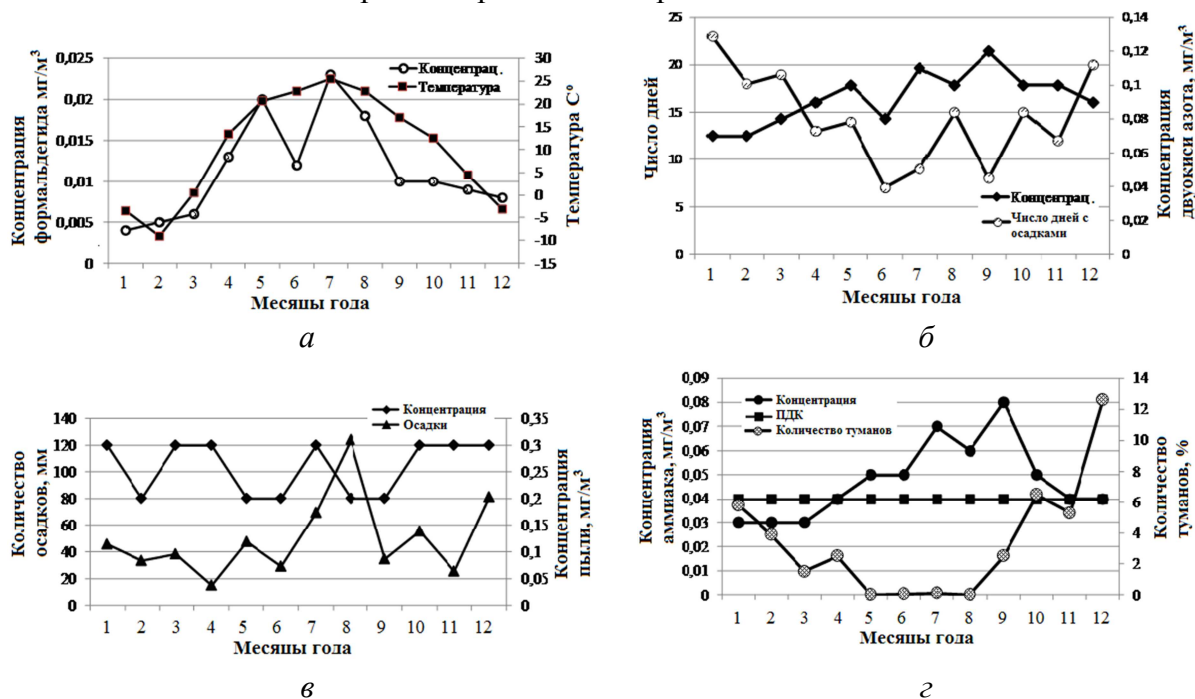 Концентрация
формальдегида мг/м³
0,025
0,02
0,015
0,01
0,005
0
Концентрац .
Температура
30
25
20
15
10
5
0
-5
-10
-15
Температура С°
1 2 3 4 5 6 7 8 9 10 11 12
Месяцы года
а
Число дней
25
20
15
10
5
0
Концентрац .
Число дней с
осадками
0,14
0,12
0,1
0,08
0,06
0,04
0,02
0
Концентрация
двуокиси азота, мг/м³
1 2 3 4 5 6 7 8 9 10 11 12
Месяцы года
б
Количество
осадков, мм
140
120
100
80
60
40
20
0
Концентрация
Осадки
0,35
0,3
0,25
0,2
0,15
0,1
0,05
0
Концентрация
пыли, мг/м³
1 2 3 4 5 6 7 8 9 10 11 12
Месяцы года
в
Концентрация
аммиака, мг/м³
0,09
0,08
0,07
0,06
0,05
0,04
0,03
0,02
0,01
0
Концентрация
ПДК
Количество туманов
14
12
10
8
6
4
2
0
Количество
туманов, %
1 2 3 4 5 6 7 8 9 10 11 12
Месяцы года
г